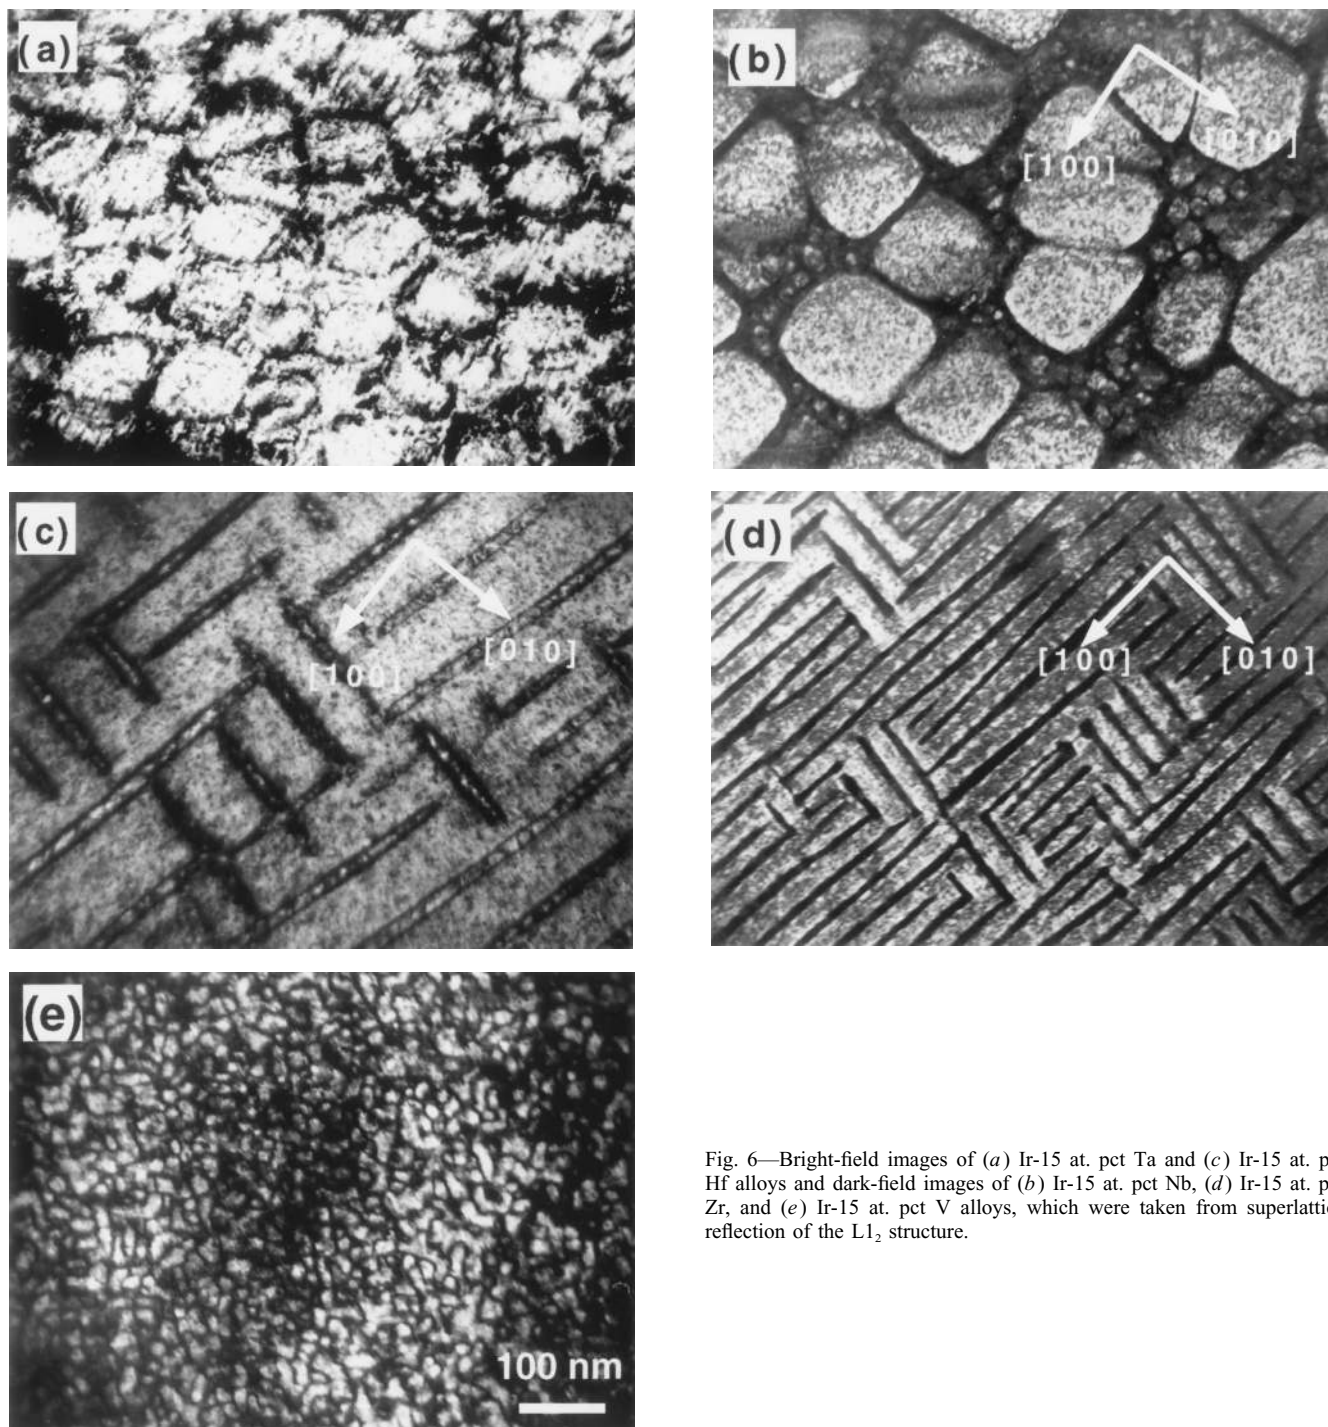 (a)
(b)
[100]
[010]
(c)
[100]
[010]
(d)
[100]
[010]
(e)
100 nm
Fig. 6—Bright-field images of (a) Ir-15 at. pct Ta and (c) Ir-15 at.
Hf alloys and dark-field images of (b) Ir-15 at. pct Nb, (d) Ir-15 at.
Zr, and (e) Ir-15 at. pct V alloys, which were taken from
reflection of the L1₂ structure.